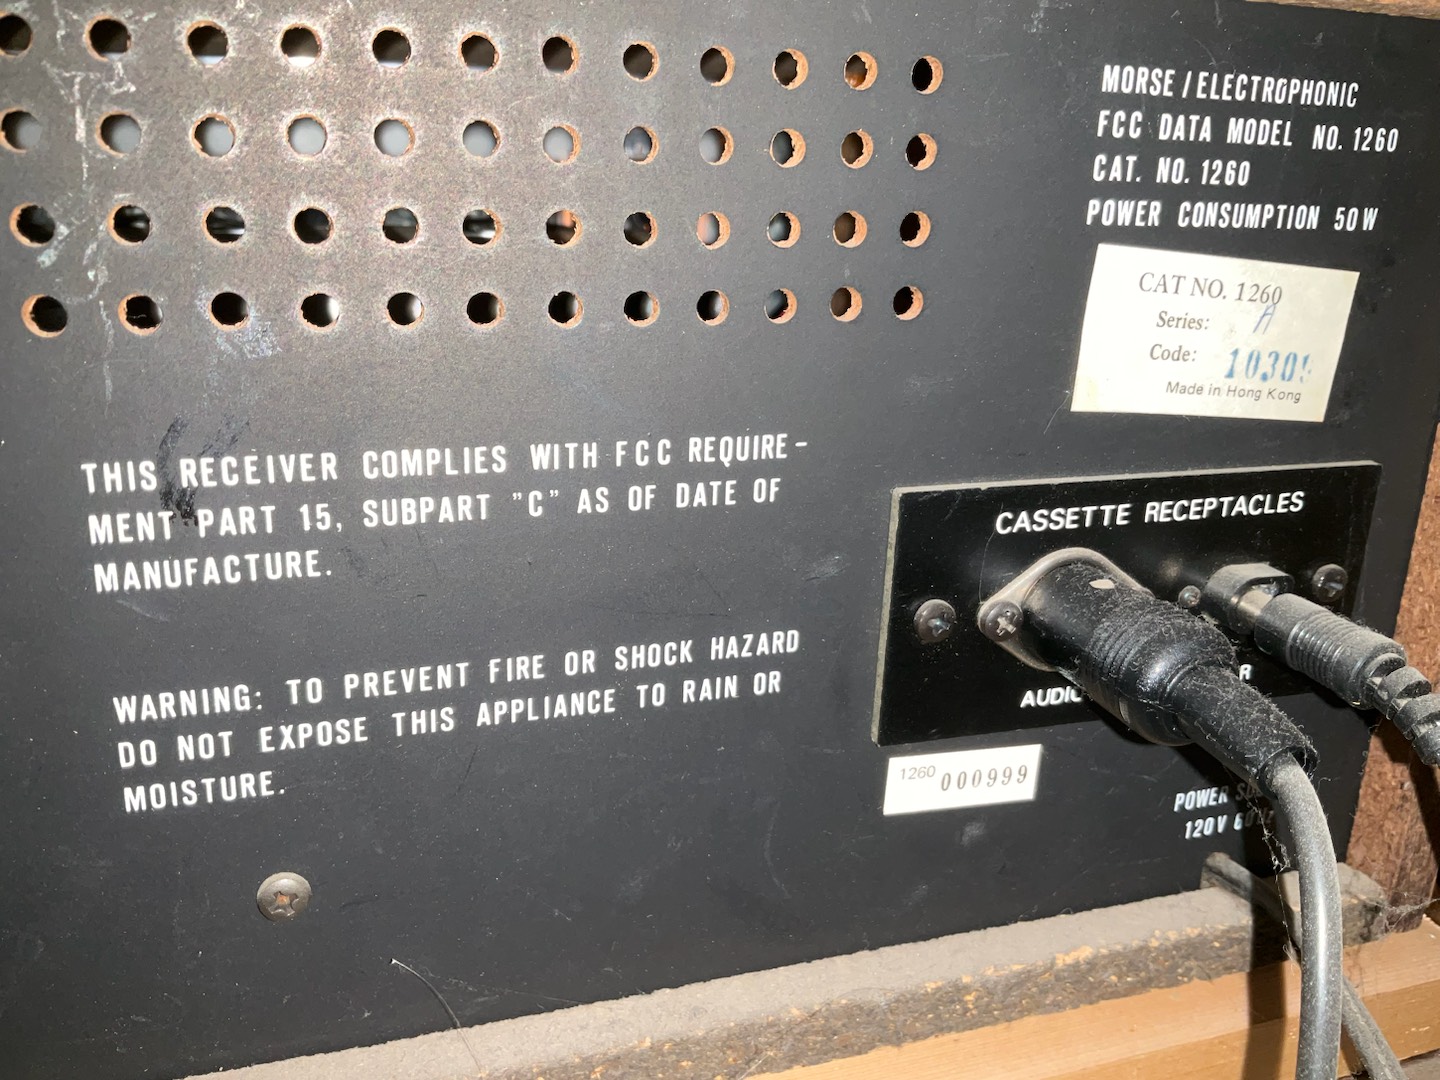 MORSE / ELECTROPHONIC
FCC DATA MODEL NO. 1260
CAT. NO. 1260
POWER CONSUMPTION 50W
CAT NO. 1260
Series: A
Code:
Made in Hong Kong
THIS RECEIVER COMPLIES WITH FCC REQUIRE-
MENT PART 15, SUBPART "C" AS OF DATE OF
MANUFACTURE.
CASSETTE RECEPTACLES
WARNING: TO PREVENT FIRE OR SHOCK HAZARD
DO NOT EXPOSE THIS APPLIANCE TO RAIN OR
MOISTURE.
AUDIO
1260 000999
POWER
120V